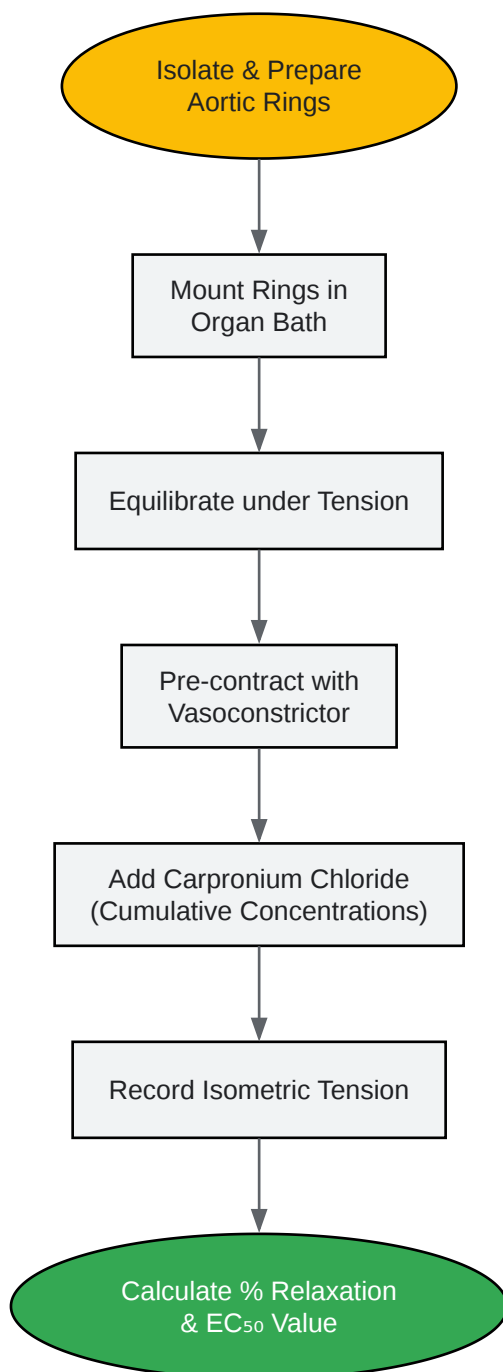 Isolate & Prepare
Aortic Rings
Mount Rings in
Organ Bath
Equilibrate under Tension
Pre-contract with
Vasoconstrictor
Add Carpronium Chloride
(Cumulative Concentrations)
Record Isometric Tension
Calculate % Relaxation
& EC₅₀ Value